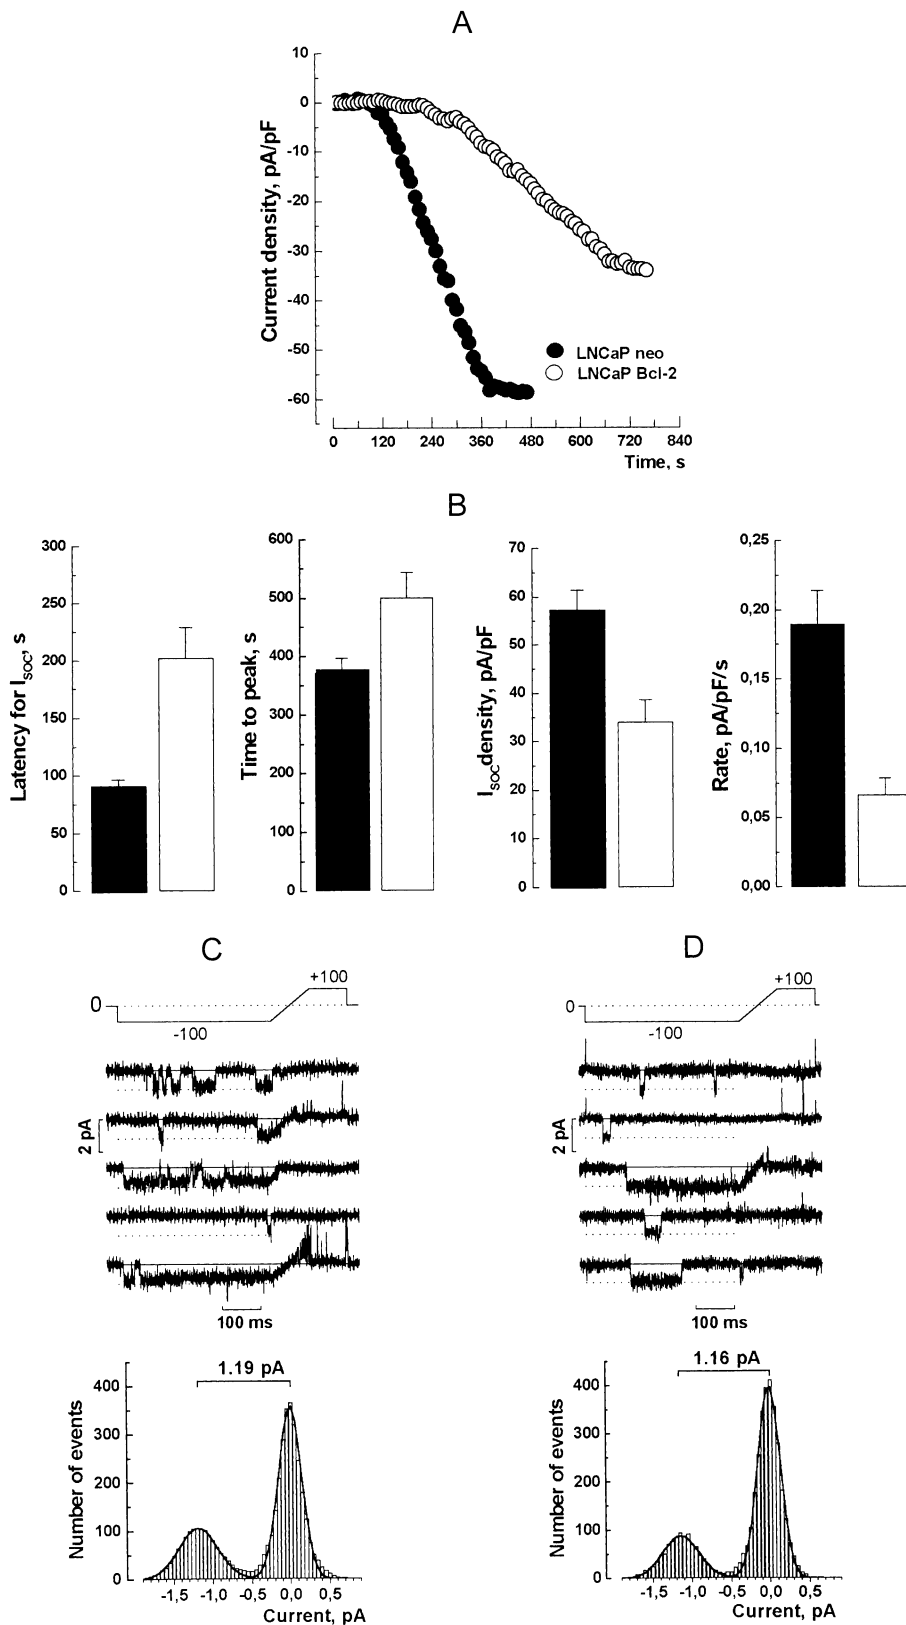 A
Current density, pA/pF
10
0
-10
-20
-30
-40
-50
-60
LNCaP neo
LNCaP Bcl-2
0 120 240 360 480 600 720 840
Time, s
B
Latency for I_SOC, s
300
250
200
150
100
50
0
Time to peak, s
600
500
400
300
200
100
0
I_SOC density, pA/pF
70
60
50
40
30
20
10
0
Rate, pA/pF/s
0,25
0,20
0,15
0,10
0,05
0,00
C
+100
0
-100
2 pA
100 ms
1.19 pA
Number of events
400
300
200
100
0
-1,5 -1,0 -0,5 0,0 0,5
Current, pA
D
+100
0
-100
2 pA
100 ms
1.16 pA
Number of events
400
300
200
100
0
-1,5 -1,0 -0,5 0,0 0,5
Current, pA